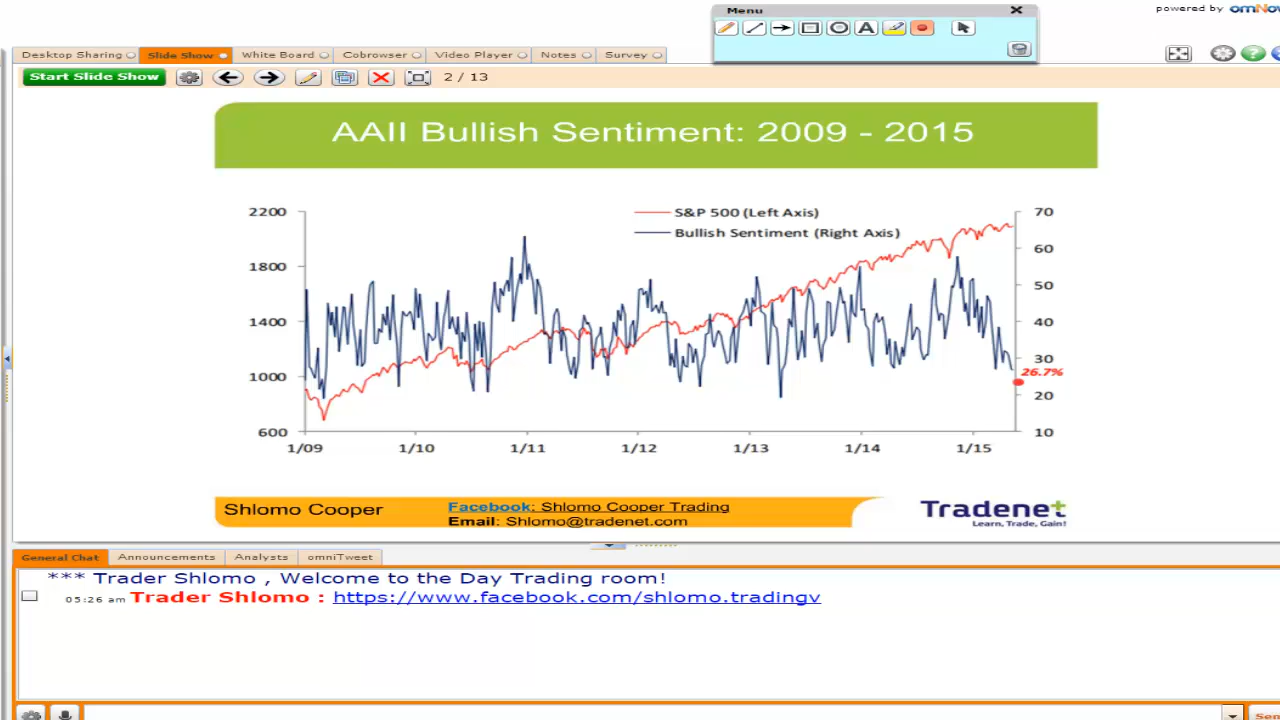 Menu
powered by
Desktop Sharing Slide Show White Board Cobrowser Video Player Notes Survey
Start Slide Show 2 / 13
AAII Bullish Sentiment: 2009 - 2015
2200 S&P 500 (Left Axis) 70
Bullish Sentiment (Right Axis)
60
1800
50
1400 40
30
1000 26.7%
20
600 10
1/09 1/10 1/11 1/12 1/13 1/14 1/15
Shlomo Cooper
Facebook: Shlomo Cooper Trading
Email: Shlomo@tradenet.com
Tradenet
Learn, Trade, Gain!
General Chat Announcements Analysts omniTweet
*** Trader Shlomo , Welcome to the Day Trading room!
05:26 am Trader Shlomo : https://www.facebook.com/shlomo.tradingv